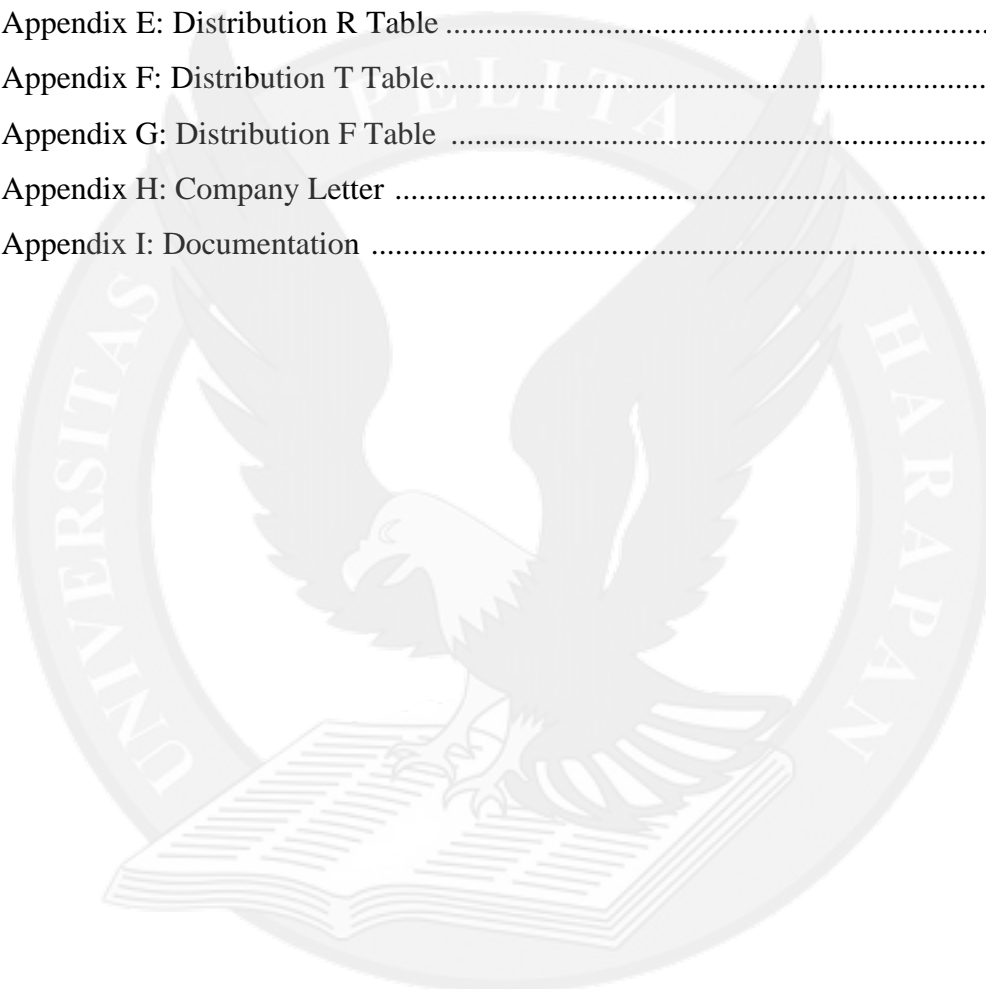 Appendix E: Distribution R Table ....................................................................
Appendix F: Distribution T Table.....................................................................
Appendix G: Distribution F Table ...................................................................
Appendix H: Company Letter ..........................................................................
Appendix I: Documentation .............................................................................
UNIVERSITAS PELITA HARAPAN